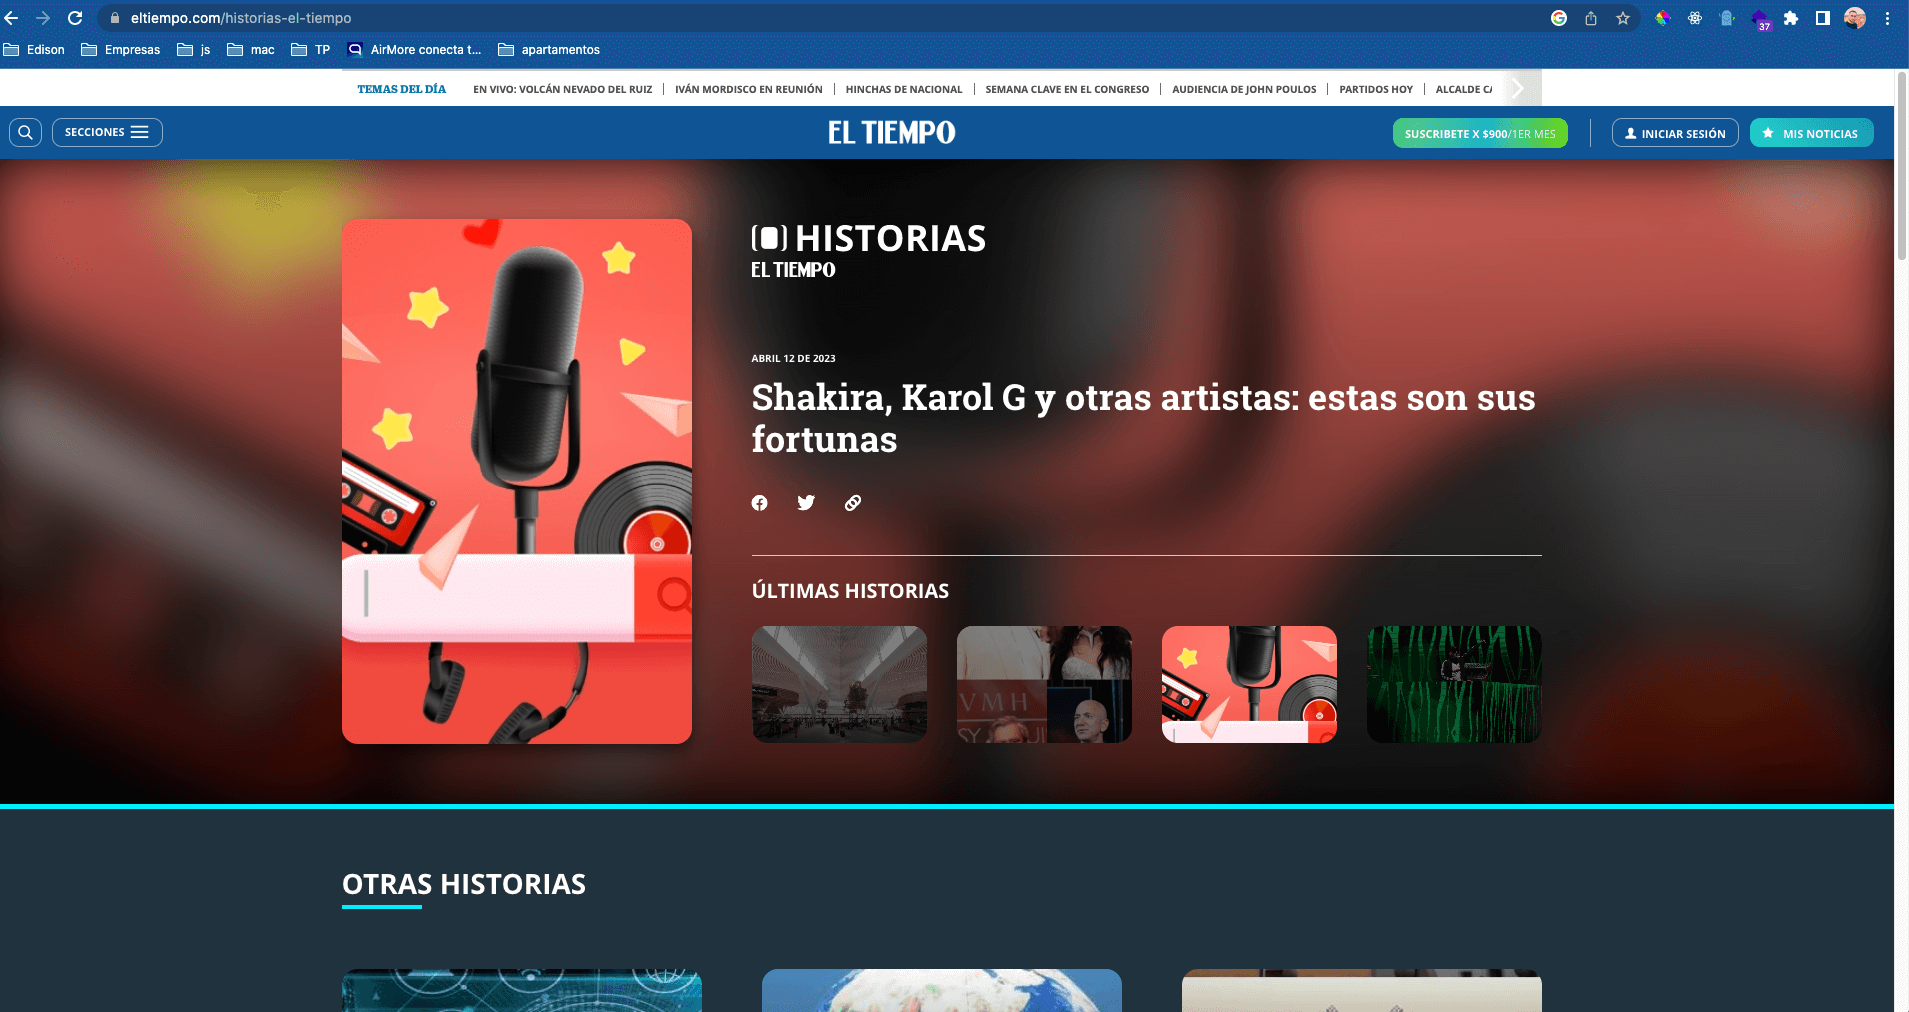 eltiempo.com/historias-el-tiempo
37
Edison Empresas js mac TP AirMore conecta t... apartamentos
TEMAS DEL DÍA EN VIVO: VOLCÁN NEVADO DEL RUIZ IVÁN MORDISCO EN REUNIÓN HINCHAS DE NACIONAL SEMANA CLAVE EN EL CONGRESO AUDIENCIA DE JOHN POULOS PARTIDOS HOY ALCALDE CA
SECCIONES EL TIEMPO SUSCRIBETE X $900/1ER MES INICIAR SESIÓN MIS NOTICIAS
HISTORIAS
EL TIEMPO
ABRIL 12 DE 2023
Shakira, Karol G y otras artistas: estas son sus
fortunas
ÚLTIMAS HISTORIAS
VMH
OTRAS HISTORIAS